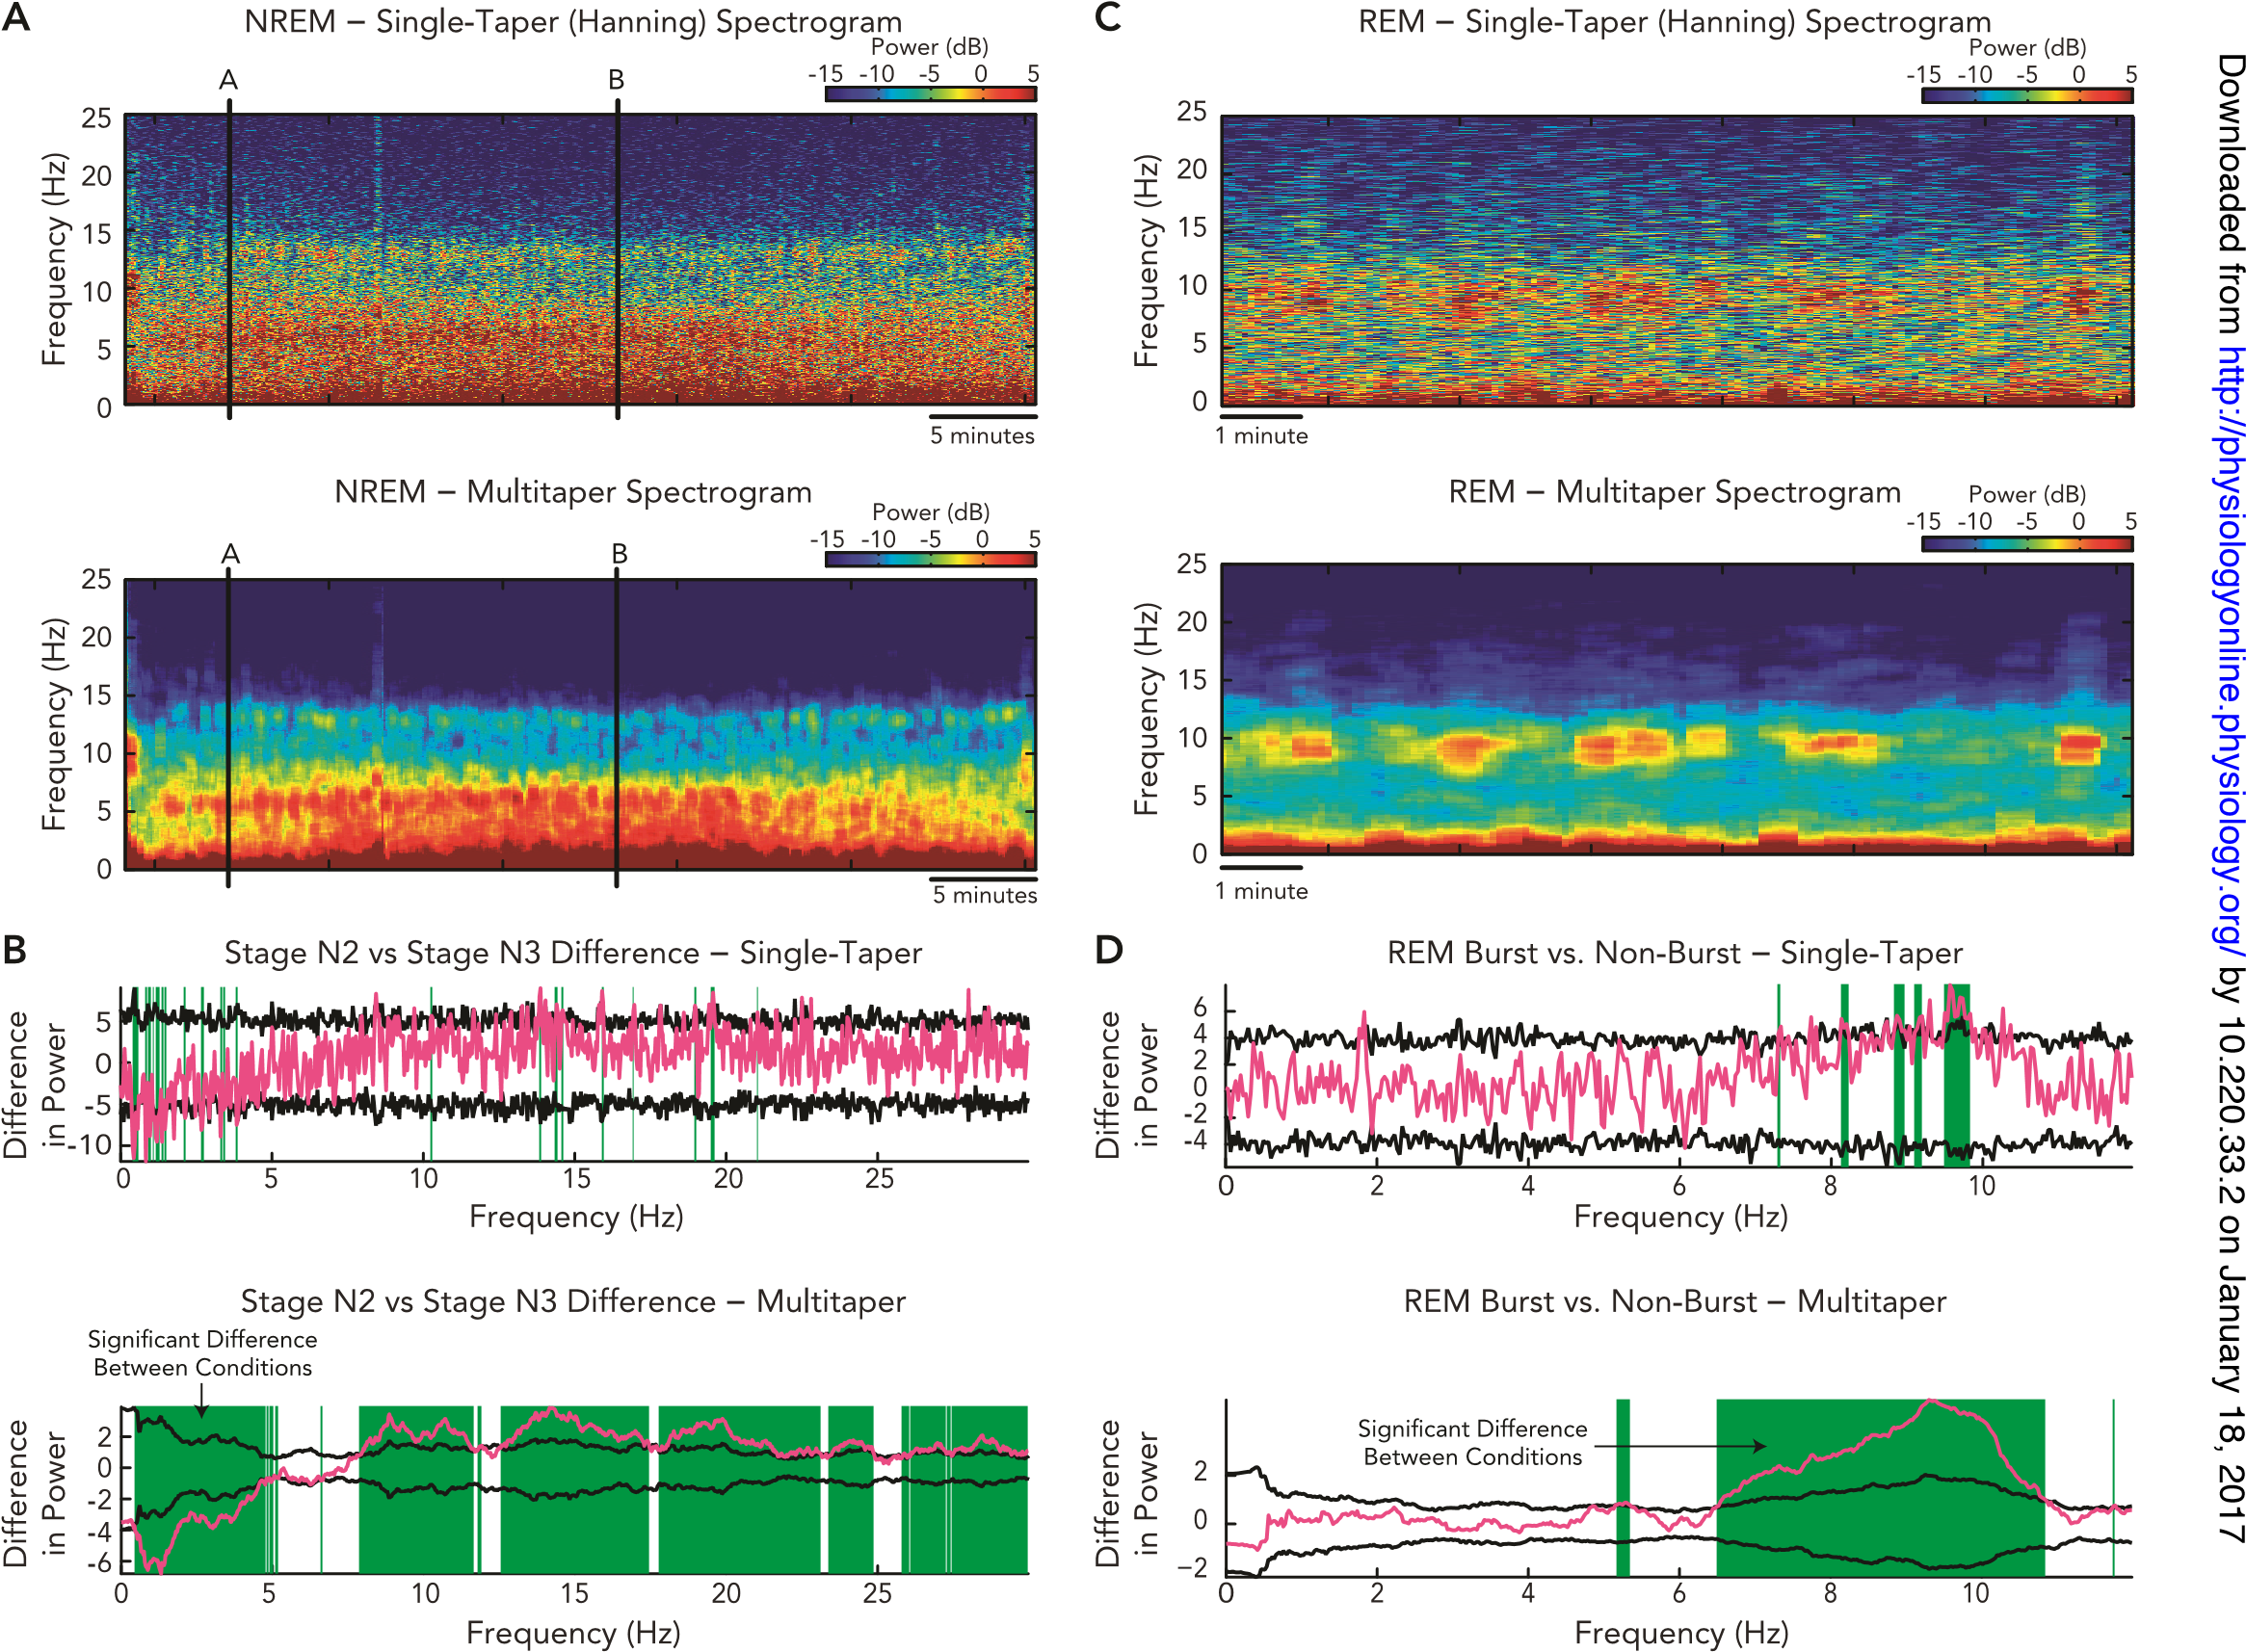 A
NREM – Single-Taper (Hanning) Spectrogram
Power (dB)
-15 -10 -5 0 5
A B
25
20
15
10
5
0
Frequency (Hz)
5 minutes
NREM – Multitaper Spectrogram
Power (dB)
-15 -10 -5 0 5
A B
25
20
15
10
5
0
Frequency (Hz)
5 minutes
B
Stage N2 vs Stage N3 Difference – Single-Taper
Difference
in Power
5
0
-5
-10
0 5 10 15 20 25
Frequency (Hz)
Stage N2 vs Stage N3 Difference – Multitaper
Significant Difference
Between Conditions
Difference
in Power
2
0
-2
-4
-6
0 5 10 15 20 25
Frequency (Hz)
C
REM – Single-Taper (Hanning) Spectrogram
Power (dB)
-15 -10 -5 0 5
25
20
15
10
5
0
Frequency (Hz)
1 minute
REM – Multitaper Spectrogram
Power (dB)
-15 -10 -5 0 5
25
20
15
10
5
0
Frequency (Hz)
1 minute
D
REM Burst vs. Non-Burst – Single-Taper
Difference
in Power
6
4
2
0
-2
-4
0 2 4 6 8 10
Frequency (Hz)
REM Burst vs. Non-Burst – Multitaper
Significant Difference
Between Conditions
Difference
in Power
2
0
−2
0 2 4 6 8 10
Frequency (Hz)
Downloaded from http://physiologyonline.physiology.org/ by 10.220.33.2 on January 18, 2017